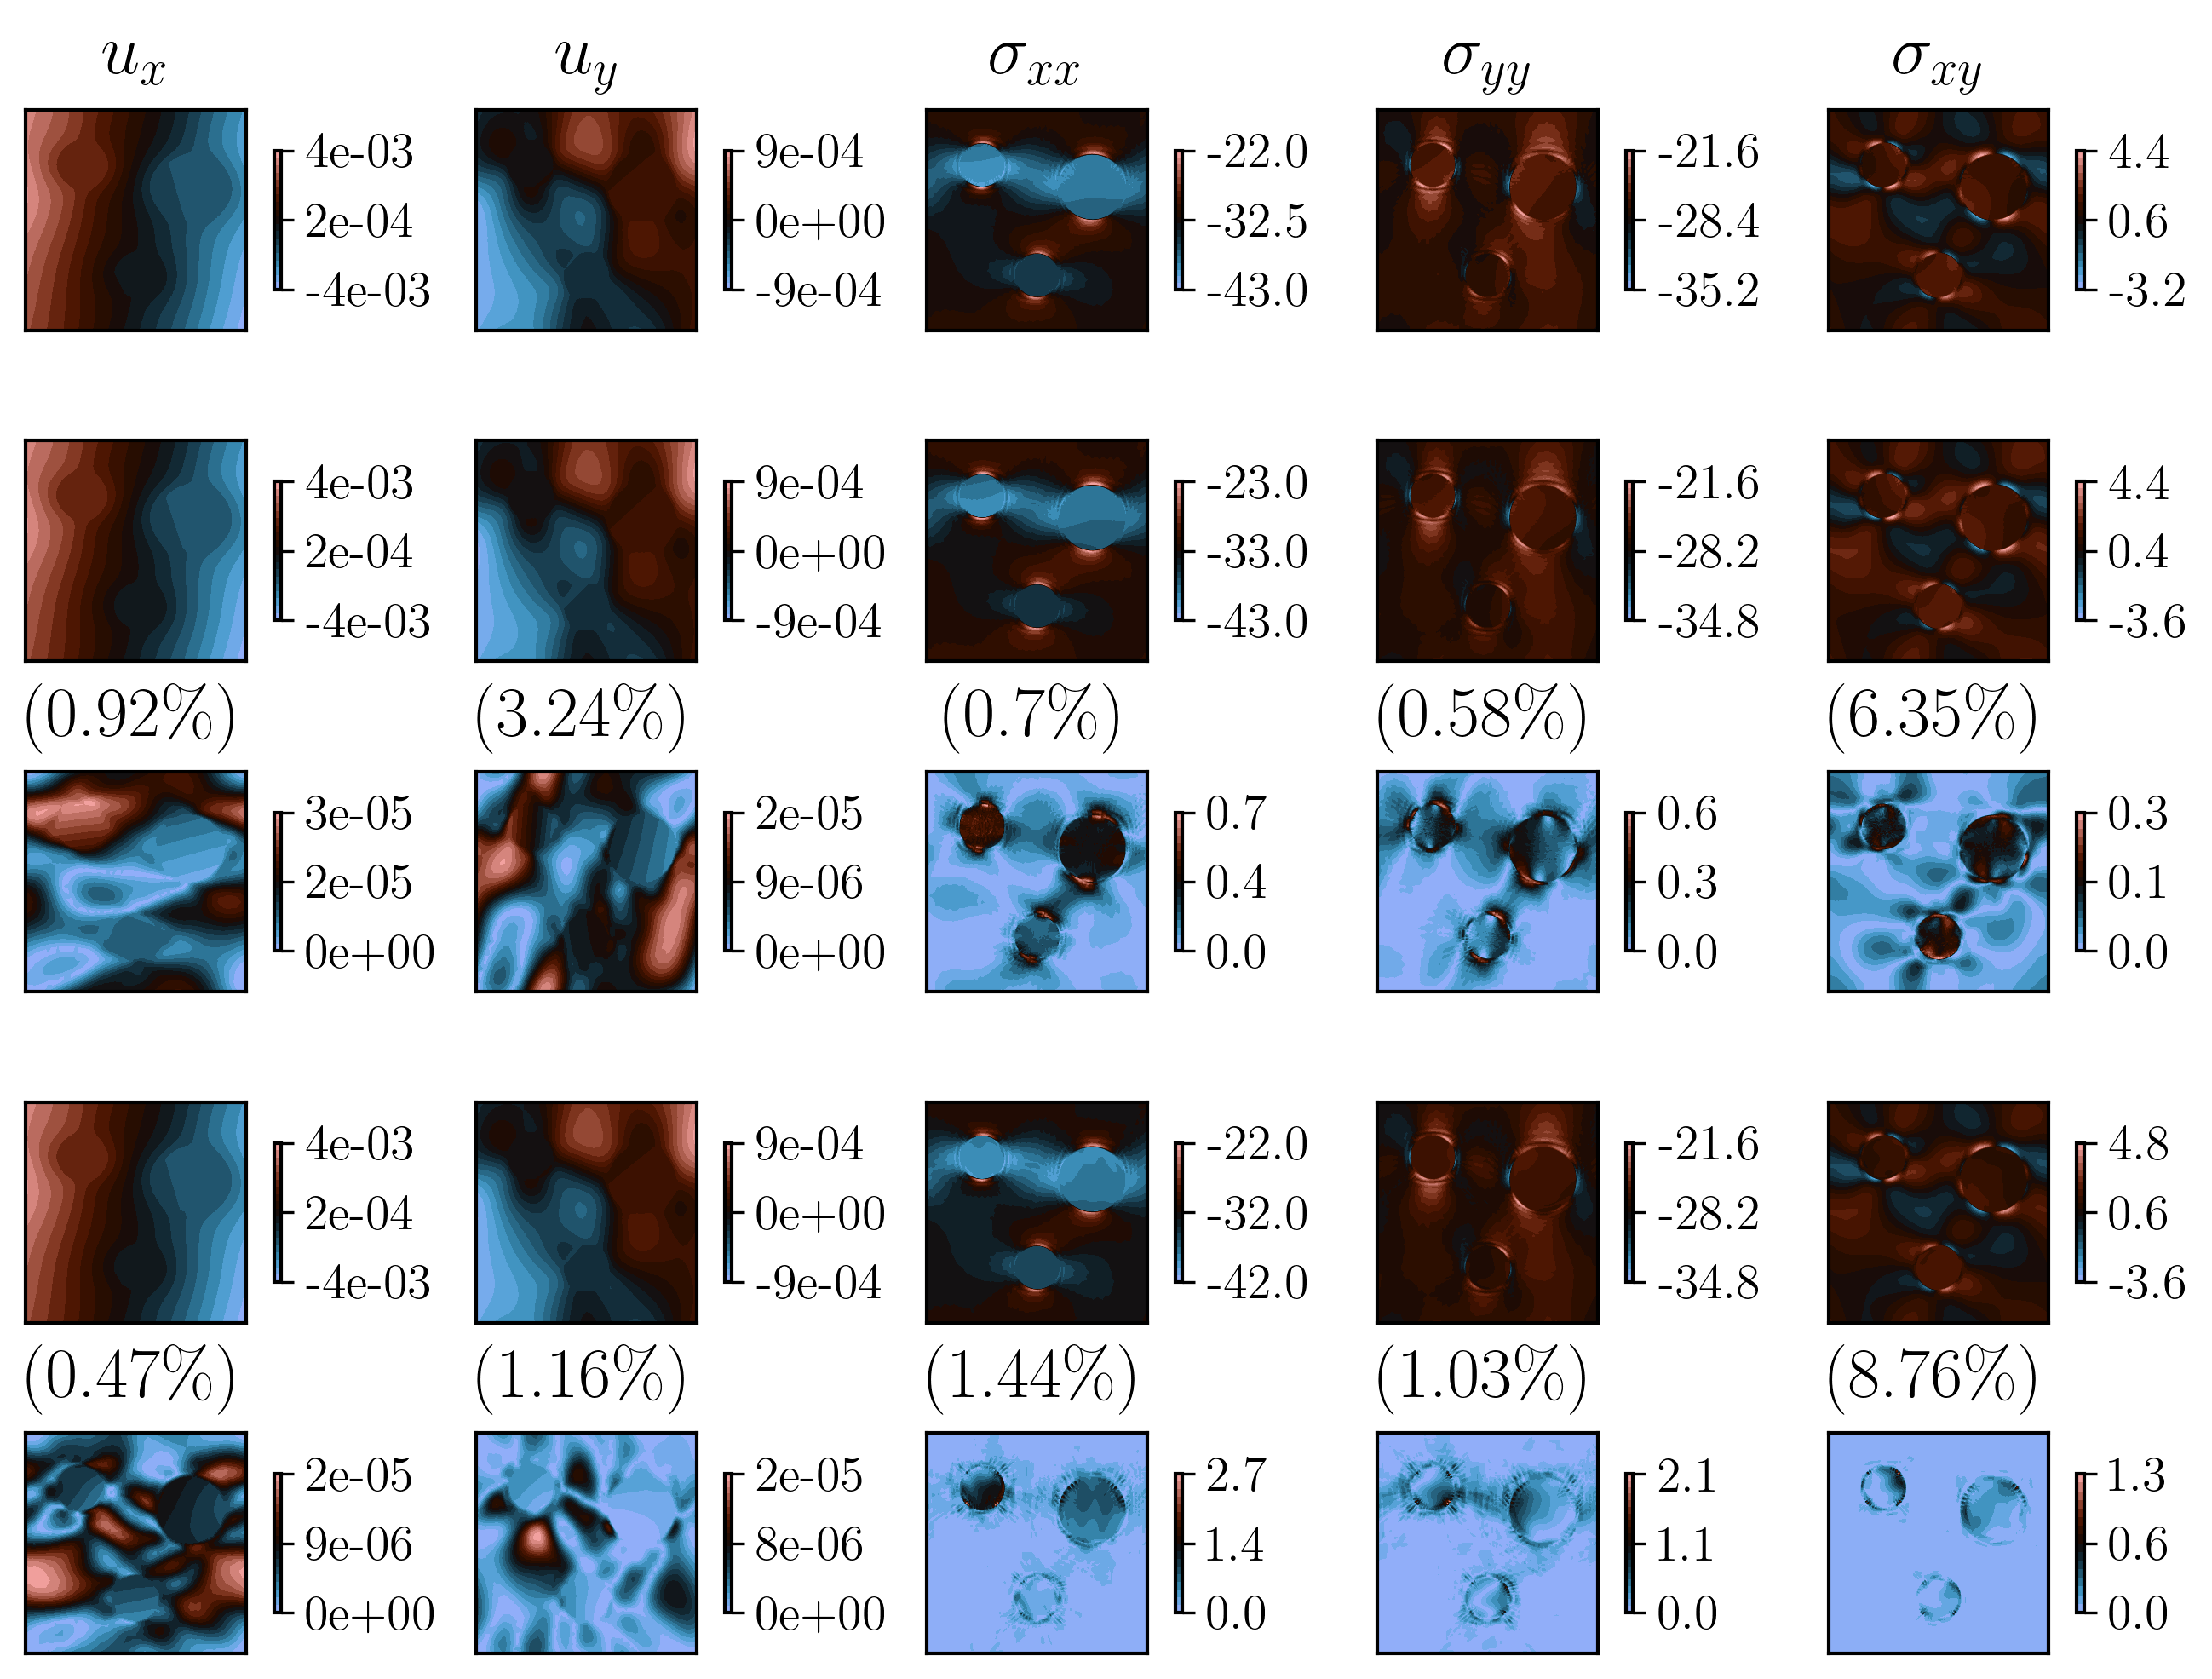 u_x u_y σ_xx σ_yy σ_xy
4e-03 9e-04 -22.0 -21.6 4.4
2e-04 0e+00 -32.5 -28.4 0.6
-4e-03 -9e-04 -43.0 -35.2 -3.2
4e-03 9e-04 -23.0 -21.6 4.4
2e-04 0e+00 -33.0 -28.2 0.4
-4e-03 -9e-04 -43.0 -34.8 -3.6
(0.92%) (3.24%) (0.7%) (0.58%) (6.35%)
3e-05 2e-05 0.7 0.6 0.3
2e-05 9e-06 0.4 0.3 0.1
0e+00 0e+00 0.0 0.0 0.0
4e-03 9e-04 -22.0 -21.6 4.8
2e-04 0e+00 -32.0 -28.2 0.6
-4e-03 -9e-04 -42.0 -34.8 -3.6
(0.47%) (1.16%) (1.44%) (1.03%) (8.76%)
2e-05 2e-05 2.7 2.1 1.3
9e-06 8e-06 1.4 1.1 0.6
0e+00 0e+00 0.0 0.0 0.0